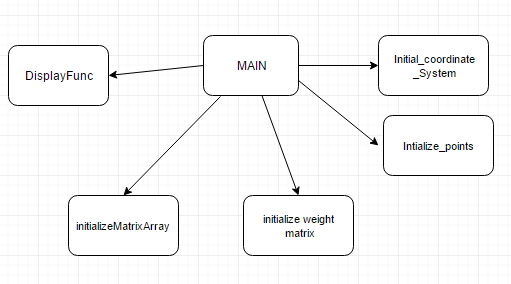 DisplayFunc
MAIN
Initial_coordinate
_System
Intialize_points
initializeMatrixArray
initialize weight
matrix